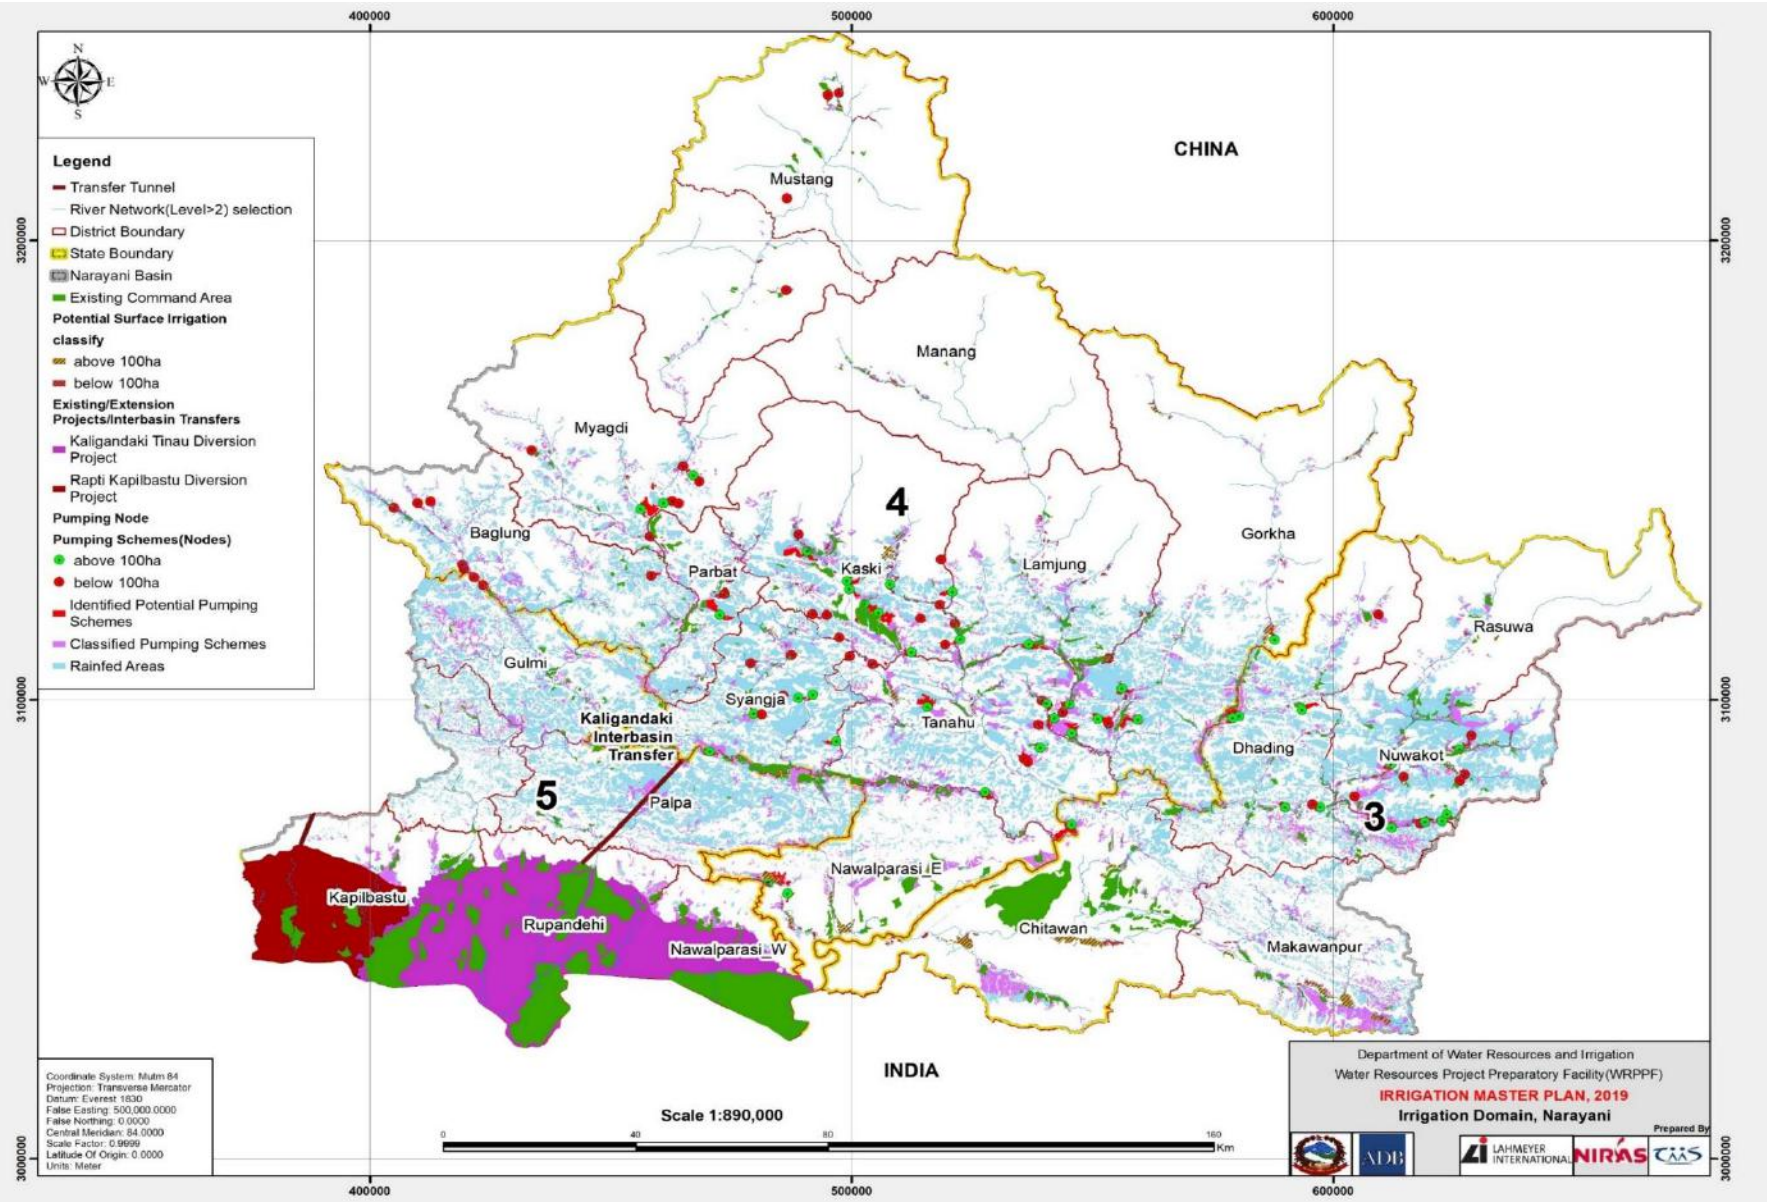 400000
500000
600000
N
W
E
S
CHINA
Legend
Transfer Tunnel
River Network(Level>2) selection
District Boundary
State Boundary
Narayani Basin
Existing Command Area
Potential Surface Irrigation
classify
above 100ha
below 100ha
Existing/Extension
Projects/Interbasin Transfers
Kaligandaki Tinau Diversion
Project
Rapti Kapilbastu Diversion
Project
Pumping Node
Pumping Schemes(Nodes)
above 100ha
below 100ha
Identified Potential Pumping
Schemes
Classified Pumping Schemes
Rainfed Areas
3200000
3200000
Mustang
Manang
Myagdi
4
Baglung
Gorkha
Parbat
Kaski
Lamjung
Rasuwa
Gulmi
3100000
3100000
Syangja
Tanahu
Kaligandaki
Interbasin
Transfer
Dhading
Nuwakot
5
Palpa
3
Nawalparasi_E
Kapilbastu
Rupandehi
Chitawan
Nawalparasi_W
Makawanpur
INDIA
Coordinate System: Mutm 84
Projection: Transverse Mercator
Datum: Everest 1830
False Easting: 500,000.0000
False Northing: 0.0000
Central Meridian: 84.0000
Scale Factor: 0.9999
Latitude Of Origin: 0.0000
Units: Meter
Scale 1:890,000
0
40
80
160
Km
Department of Water Resources and Irrigation
Water Resources Project Preparatory Facility(WRPPF)
IRRIGATION MASTER PLAN, 2019
Irrigation Domain, Narayani
Prepared By
ADB
LAHMEYER
INTERNATIONAL
NIRAS
3000000
3000000
400000
500000
600000